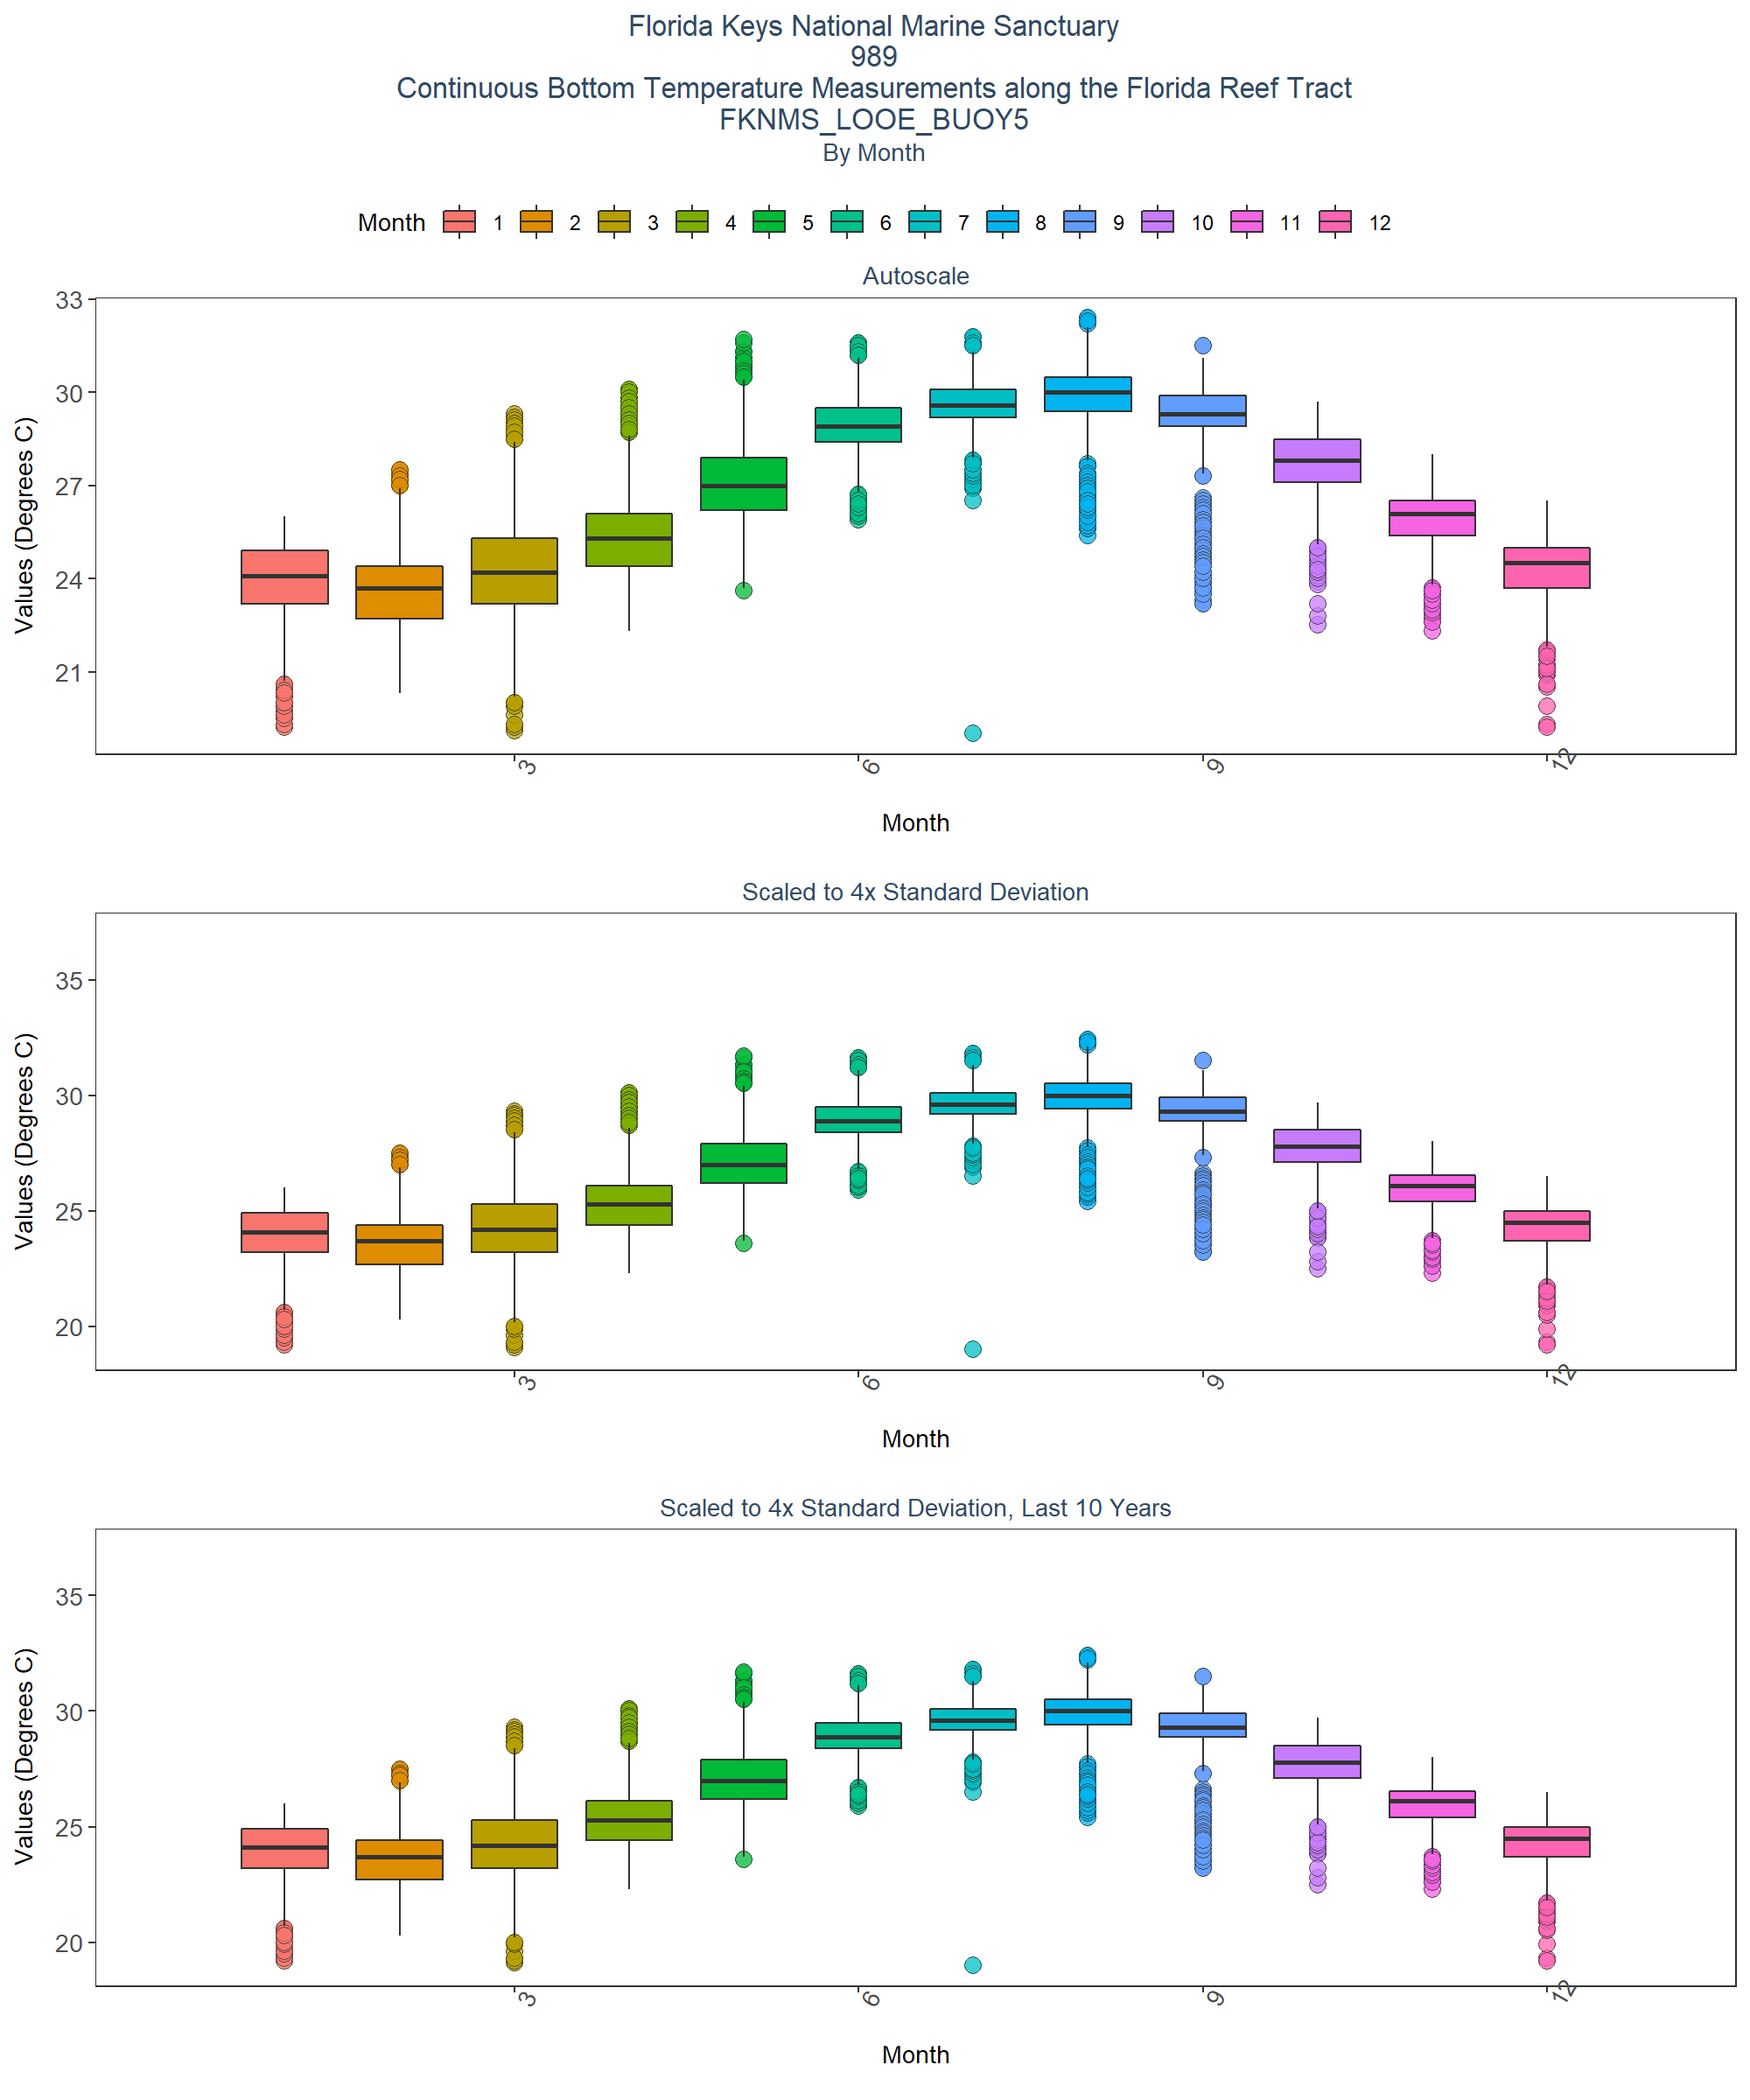 Florida Keys National Marine Sanctuary
989
Continuous Bottom Temperature Measurements along the Florida Reef Tract
FKNMS_LOOE_BUOY5
By Month
Month 1 2 3 4 5 6 7 8 9 10 11 12
Autoscale
Values (Degrees C)
33
30
27
24
21
3 6 9 12
Month
Scaled to 4x Standard Deviation
Values (Degrees C)
35
30
25
20
3 6 9 12
Month
Scaled to 4x Standard Deviation, Last 10 Years
Values (Degrees C)
35
30
25
20
3 6 9 12
Month